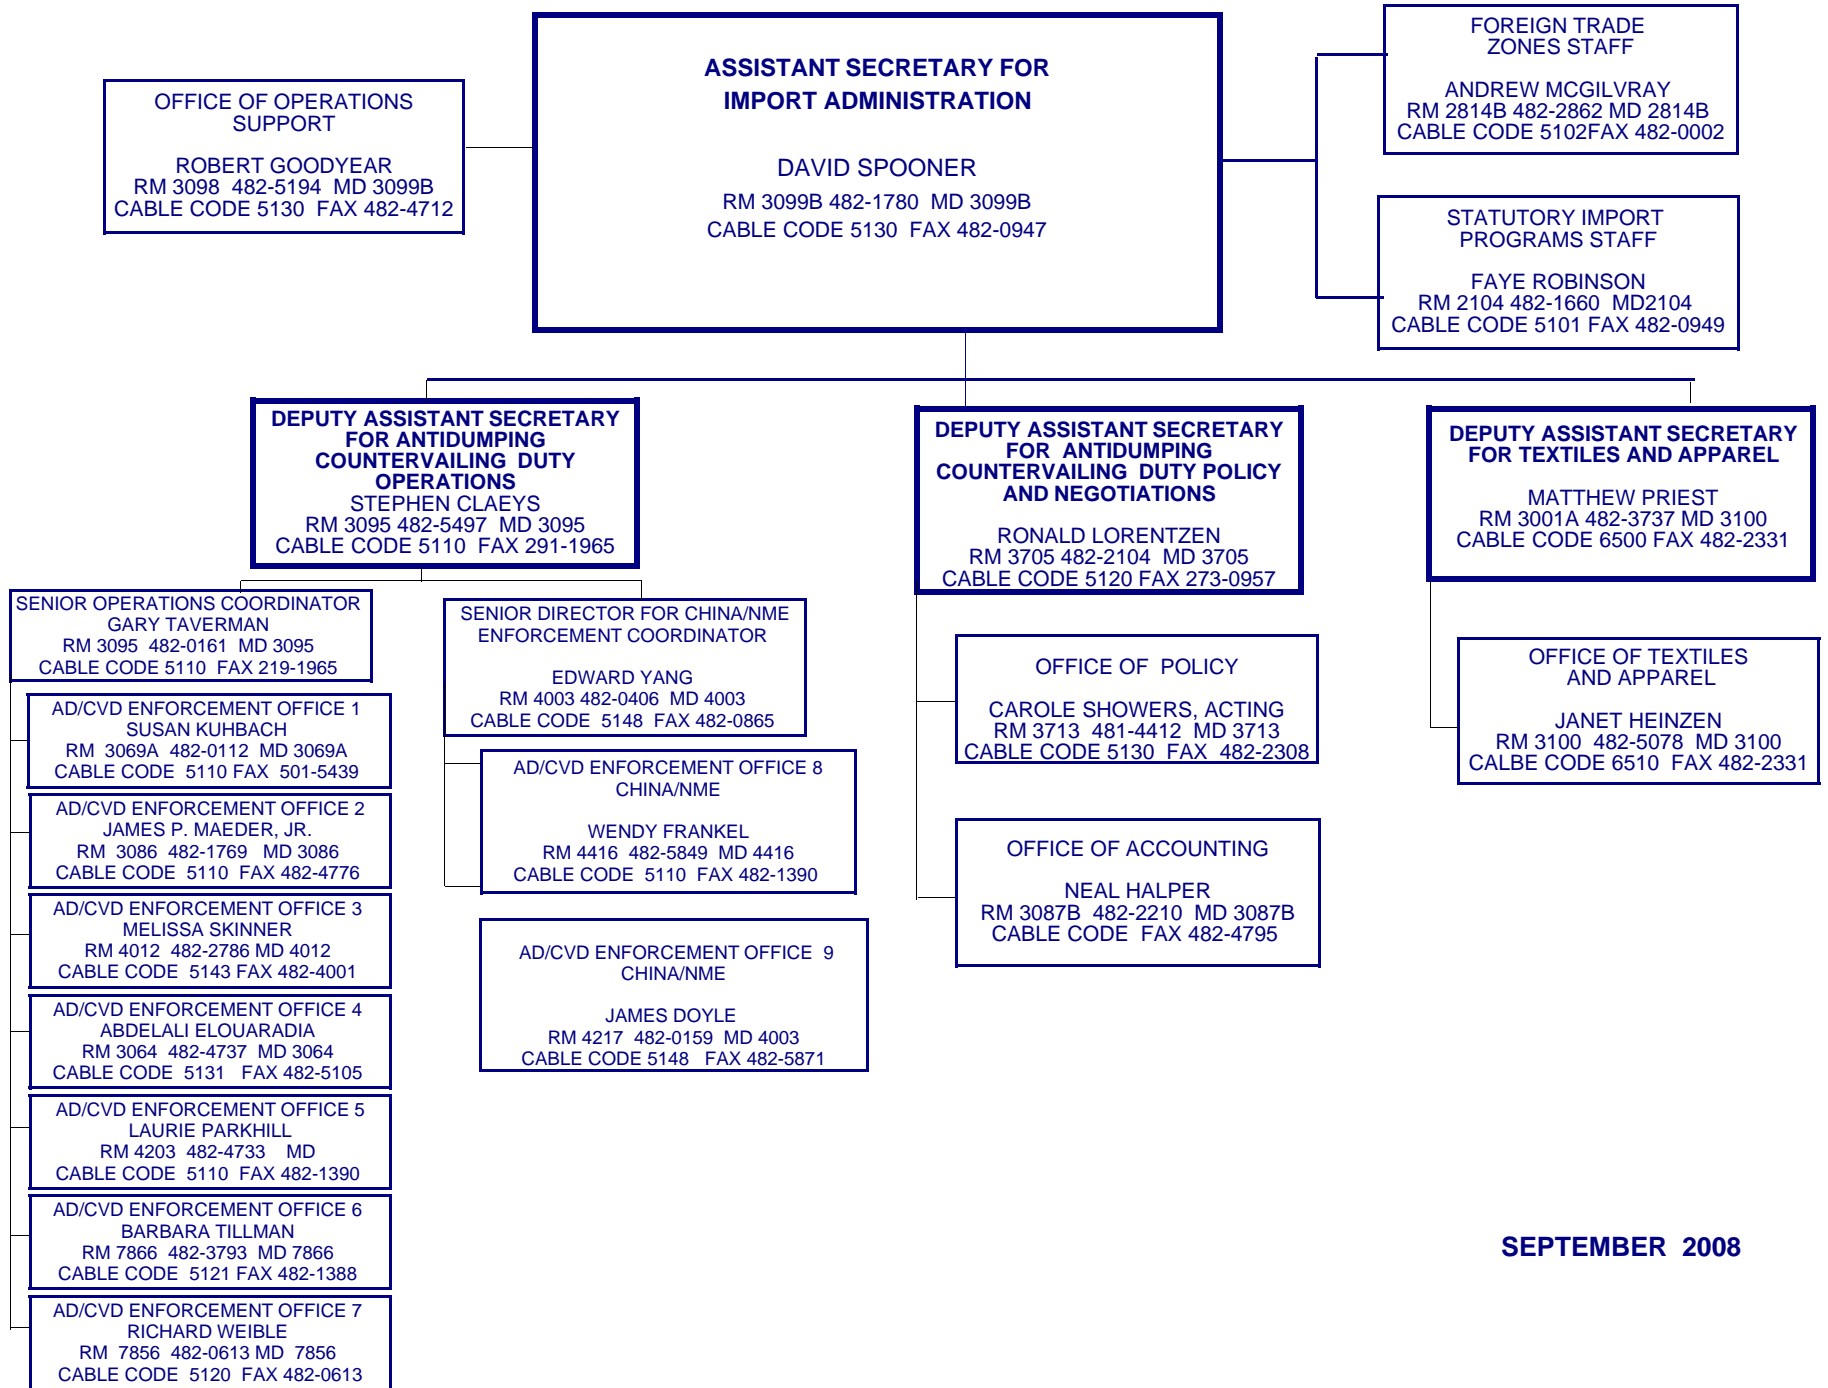 ASSISTANT SECRETARY FOR
IMPORT ADMINISTRATION
DAVID SPOONER
RM 3099B 482-1780 MD 3099B
CABLE CODE 5130 FAX 482-0947
OFFICE OF OPERATIONS
SUPPORT
ROBERT GOODYEAR
RM 3098 482-5194 MD 3099B
CABLE CODE 5130 FAX 482-4712
FOREIGN TRADE
ZONES STAFF
ANDREW MCGILVRAY
RM 2814B 482-2862 MD 2814B
CABLE CODE 5102FAX 482-0002
STATUTORY IMPORT
PROGRAMS STAFF
FAYE ROBINSON
RM 2104 482-1660 MD2104
CABLE CODE 5101 FAX 482-0949
DEPUTY ASSISTANT SECRETARY
FOR ANTIDUMPING
COUNTERVAILING DUTY
OPERATIONS
STEPHEN CLAEYS
RM 3095 482-5497 MD 3095
CABLE CODE 5110 FAX 291-1965
SENIOR OPERATIONS COORDINATOR
GARY TAVERMAN
RM 3095 482-0161 MD 3095
CABLE CODE 5110 FAX 219-1965
AD/CVD ENFORCEMENT OFFICE 1
SUSAN KUHBACH
RM 3069A 482-0112 MD 3069A
CABLE CODE 5110 FAX 501-5439
AD/CVD ENFORCEMENT OFFICE 2
JAMES P. MAEDER, JR.
RM 3086 482-1769 MD 3086
CABLE CODE 5110 FAX 482-4776
AD/CVD ENFORCEMENT OFFICE 3
MELISSA SKINNER
RM 4012 482-2786 MD 4012
CABLE CODE 5143 FAX 482-4001
AD/CVD ENFORCEMENT OFFICE 4
ABDELALI ELOUARADIA
RM 3064 482-4737 MD 3064
CABLE CODE 5131 FAX 482-5105
AD/CVD ENFORCEMENT OFFICE 5
LAURIE PARKHILL
RM 4203 482-4733 MD
CABLE CODE 5110 FAX 482-1390
AD/CVD ENFORCEMENT OFFICE 6
BARBARA TILLMAN
RM 7866 482-3793 MD 7866
CABLE CODE 5121 FAX 482-1388
AD/CVD ENFORCEMENT OFFICE 7
RICHARD WEIBLE
RM 7856 482-0613 MD 7856
CABLE CODE 5120 FAX 482-0613
SENIOR DIRECTOR FOR CHINA/NME
ENFORCEMENT COORDINATOR
EDWARD YANG
RM 4003 482-0406 MD 4003
CABLE CODE 5148 FAX 482-0865
AD/CVD ENFORCEMENT OFFICE 8
CHINA/NME
WENDY FRANKEL
RM 4416 482-5849 MD 4416
CABLE CODE 5110 FAX 482-1390
AD/CVD ENFORCEMENT OFFICE 9
CHINA/NME
JAMES DOYLE
RM 4217 482-0159 MD 4003
CABLE CODE 5148 FAX 482-5871
DEPUTY ASSISTANT SECRETARY
FOR ANTIDUMPING
COUNTERVAILING DUTY POLICY
AND NEGOTIATIONS
RONALD LORENTZEN
RM 3705 482-2104 MD 3705
CABLE CODE 5120 FAX 273-0957
OFFICE OF POLICY
CAROLE SHOWERS, ACTING
RM 3713 481-4412 MD 3713
CABLE CODE 5130 FAX 482-2308
OFFICE OF ACCOUNTING
NEAL HALPER
RM 3087B 482-2210 MD 3087B
CABLE CODE FAX 482-4795
DEPUTY ASSISTANT SECRETARY
FOR TEXTILES AND APPAREL
MATTHEW PRIEST
RM 3001A 482-3737 MD 3100
CABLE CODE 6500 FAX 482-2331
OFFICE OF TEXTILES
AND APPAREL
JANET HEINZEN
RM 3100 482-5078 MD 3100
CALBE CODE 6510 FAX 482-2331
SEPTEMBER 2008